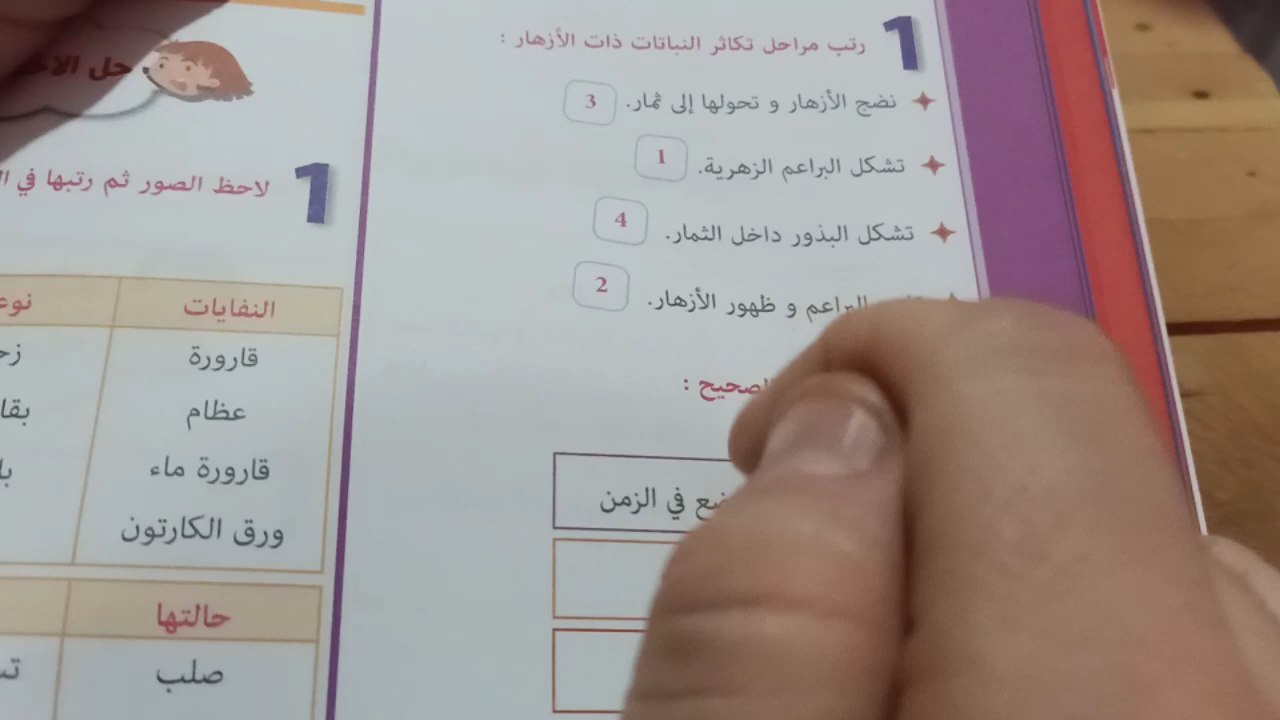 1 رتب مراحل تكاثر النباتات ذات الأزهار :
نضج الأزهار و تحولها إلى ثمار. 3
تشكل البراعم الزهرية. 1
تشكل البذور داخل الثمار. 4
البراعم و ظهور الأزهار. 2
الصحيح :
في الزمن
حل
1 لاحظ الصور ثم رتبها في
النفايات
قارورة
عظام
قارورة ماء
ورق الكارتون
حالتها
صلب